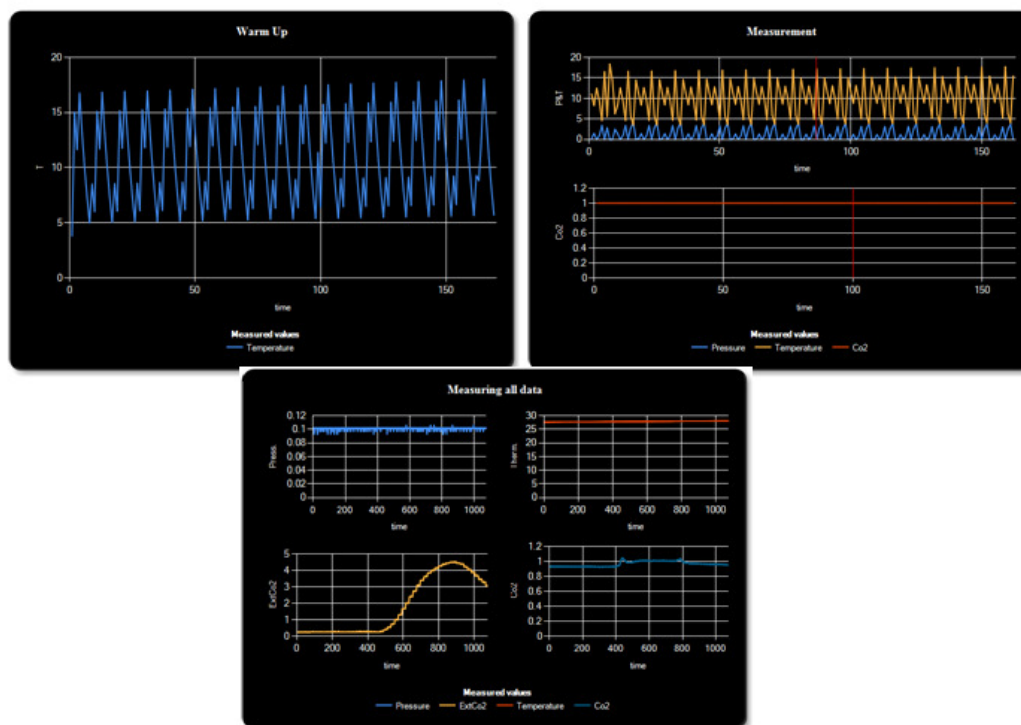 Warm Up
20
15
T
10
5
0
0 50 100 150
time
Measured values
Temperature
Measurement
20
15
P&T
10
5
0
0 50 100 150
time
1.2
1
0.8
Co2
0.6
0.4
0.2
0
0 50 100 150
time
Measured values
Pressure Temperature Co2
Measuring all data
0.12
0.1
0.08
Press.
0.06
0.04
0.02
0
0 200 400 600 800 1000
time
30
25
20
Therm.
15
10
5
0
0 200 400 600 800 1000
time
5
4
3
ExtCo2
2
1
0
0 200 400 600 800 1000
time
1.2
1
0.8
Co2
0.6
0.4
0.2
0
0 200 400 600 800 1000
time
Measured values
Pressure ExtCo2 Temperature Co2